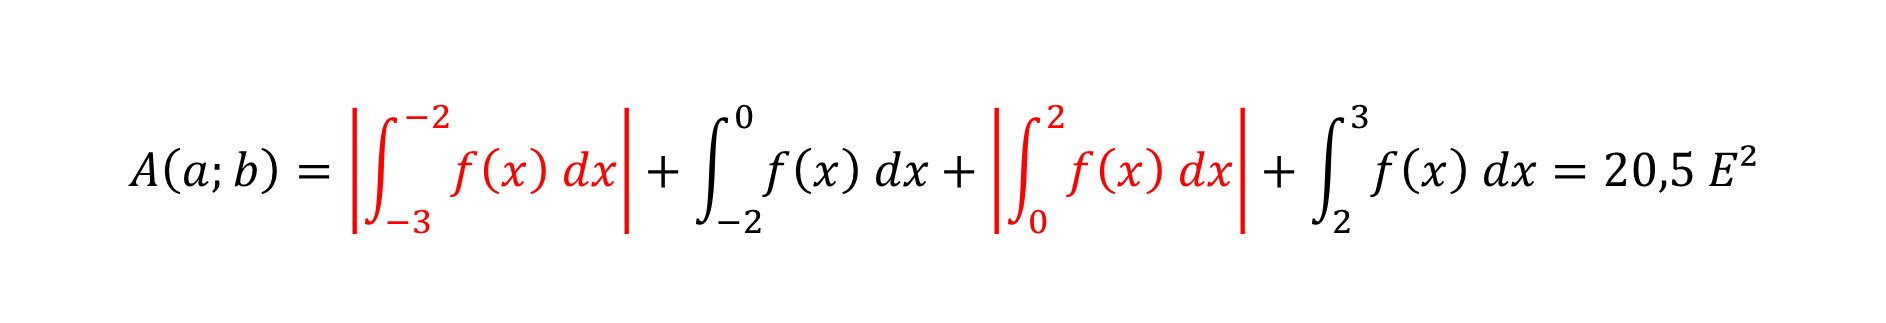 A(a; b) = |∫_{−3}^{−2} f(x) dx| + ∫_{−2}^{0} f(x) dx + |∫_{0}^{2} f(x) dx| + ∫_{2}^{3} f(x) dx = 20,5 E²